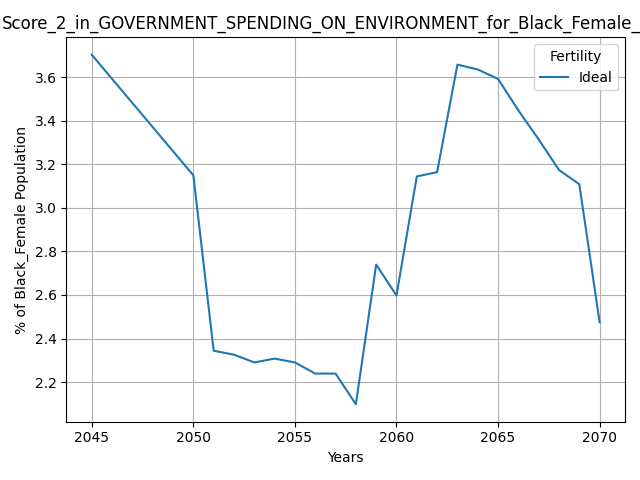 Score_2_in_GOVERNMENT_SPENDING_ON_ENVIRONMENT_for_Black_Female_
Fertility
Ideal
3.6
3.4
3.2
3.0
2.8
2.6
2.4
2.2
% of Black_Female Population
2045 2050 2055 2060 2065 2070
Years